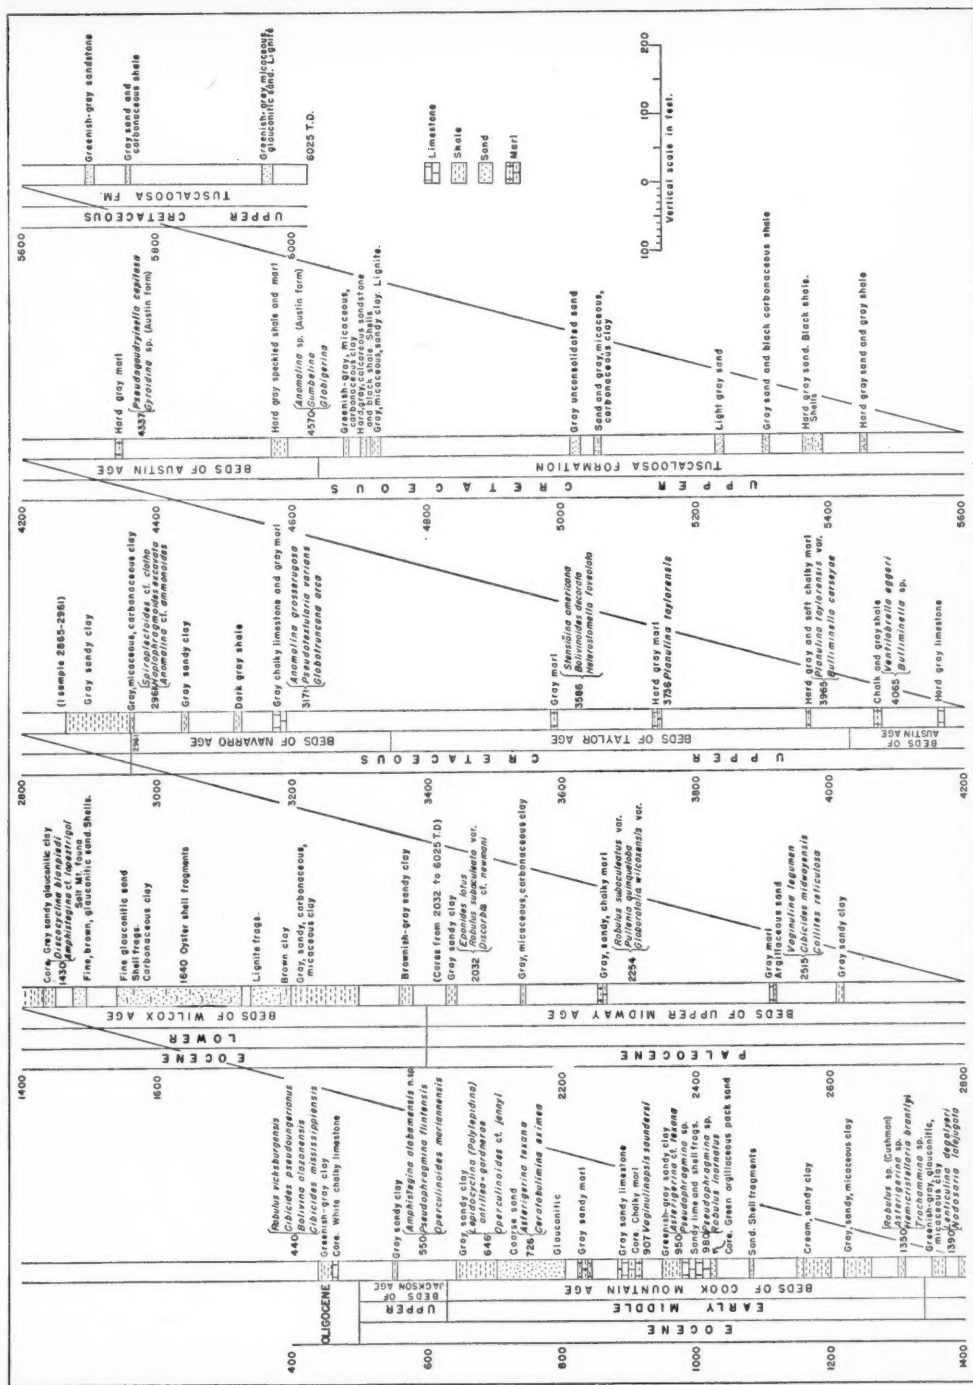 400
600
800
1000
1200
1400
EOCENE
UPPER
EARLY MIDDLE
OLIGOCENE
BEDS OF JACKSON AGE
BEDS OF COOK MOUNTAIN AGE
Robulus vicksburgensis
440 Cibicides pseudoungerianus
Bolivina alazanensis
Cibicides mississippiensis
Greenish-gray clay
Core. White chalky limestone
Gray sandy clay
Amphistegina alabamensis n.sp.
550 Pseudophragmina flintensis
Operculinoides mariannensis
Gray, sandy clay
Lepidocyclina (Polylepidina)
646 antillea-gardnerae
Operculinoides cf. jennyi
Coarse sand
726 Asterigerina texana
Ceratobulimina eximea
Glauconitic
Gray sandy marl
Gray sandy limestone
Core. Chalky marl
907 Vaginulinopsis saundersi
Greenish-gray sandy clay
950 Asterigerina cf. texana
Pseudophragmina sp.
Sandy lime and shell frags.
980 Pseudophragmina sp.
Robulus inornatus
Core. Green argillaceous pack sand
Sand. Shell fragments
Cream, sandy clay
Gray, sandy, micaceous clay
Robulus sp. (Cushman)
1350 Asterigerina sp.
Hemicristellaria brantlyi
Trochammina sp.
Greenish-gray, glauconitic,
micaceous clay
1390 Lenticulina degolyeri
Nodosaria latejugata
1400
1600
2200
2600
2800
EOCENE
LOWER
PALEOCENE
BEDS OF WILCOX AGE
BEDS OF UPPER MIDWAY AGE
Core. Gray sandy glauconitic clay
1430 Discocyclina blanpiedi
Amphistegina cf. lopeztrigoi
Salt Mt. fauna
Fine, brown, glauconitic sand. Shells.
Fine glauconitic sand
Shell frags.
Carbonaceous clay
1640 Oyster shell fragments
Lignite frags.
Brown clay
Gray, sandy, carbonaceous,
micaceous clay
Brownish-gray sandy clay
(Cores from 2032 to 6025 T.D.)
Gray sandy clay
2032 Eponides lotus
Robulus subaculeata var.
Discorbis cf. newmani
Gray, micaceous, carbonaceous clay
Gray, sandy, chalky marl
2254 Robulus subaculeatus var.
Pullenia quinqueloba
Globorotalia wilcoxensis var.
Gray marl
Argillaceous sand
2515 Vaginulina legumen
Cibicides midwayensis
Coilites reticulosa
Gray sandy clay
2800
3000
3200
3400
3600
3800
4000
4200
UPPER CRETACEOUS
BEDS OF NAVARRO AGE
BEDS OF TAYLOR AGE
BEDS OF AUSTIN AGE
(1 sample 2865-2961)
Gray sandy clay
2961
Gray, micaceous, carbonaceous clay
2961 Spiroplectoides cf. clotho
Haplophragmoides excavata
Anomalina cf. ammonoides
Gray sandy clay
Dark gray shale
Gray chalky limestone and gray marl
3171 Anomalina grosserugosa
Pseudotextularia varians
Globotruncana arca
Gray marl
3586 Stensiöina americana
Bolivinoides decorata
Heterostomella foveolata
Hard gray marl
3736 Planulina taylorensis
Hard gray and soft chalky marl
3965 Planulina taylorensis var.
Buliminella carseyae
Chalk and gray shale
4065 Ventilabrella eggeri
Buliminella sp.
Hard gray limestone
4200
4400
4600
4800
5000
5200
5400
5600
UPPER CRETACEOUS
BEDS OF AUSTIN AGE
TUSCALOOSA FORMATION
Hard gray marl
4337 Pseudogaudryinella capitosa
Gyroidina sp. (Austin form)
Hard gray speckled shale and marl
4570 Anomalina sp. (Austin form)
Gumbelina
Globigerina
Greenish-gray, micaceous,
carbonaceous clay
Hard, gray, calcareous sandstone
and black shale. Shells.
Gray, micaceous, sandy clay. Lignite.
Gray unconsolidated sand
Sand and gray, micaceous,
carbonaceous clay
Light gray sand
Gray sand and black carbonaceous shale
Hard gray sand. Black shale.
Shells
Hard gray sand and gray shale
5600
5800
6000
UPPER CRETACEOUS
TUSCALOOSA FM.
Greenish-gray sandstone
Gray sand and
carbonaceous shale
Greenish-gray, micaceous,
glauconitic sand. Lignite
6025 T.D.
Limestone
Shale
Sand
Marl
100 0 100 200
Vertical scale in feet.